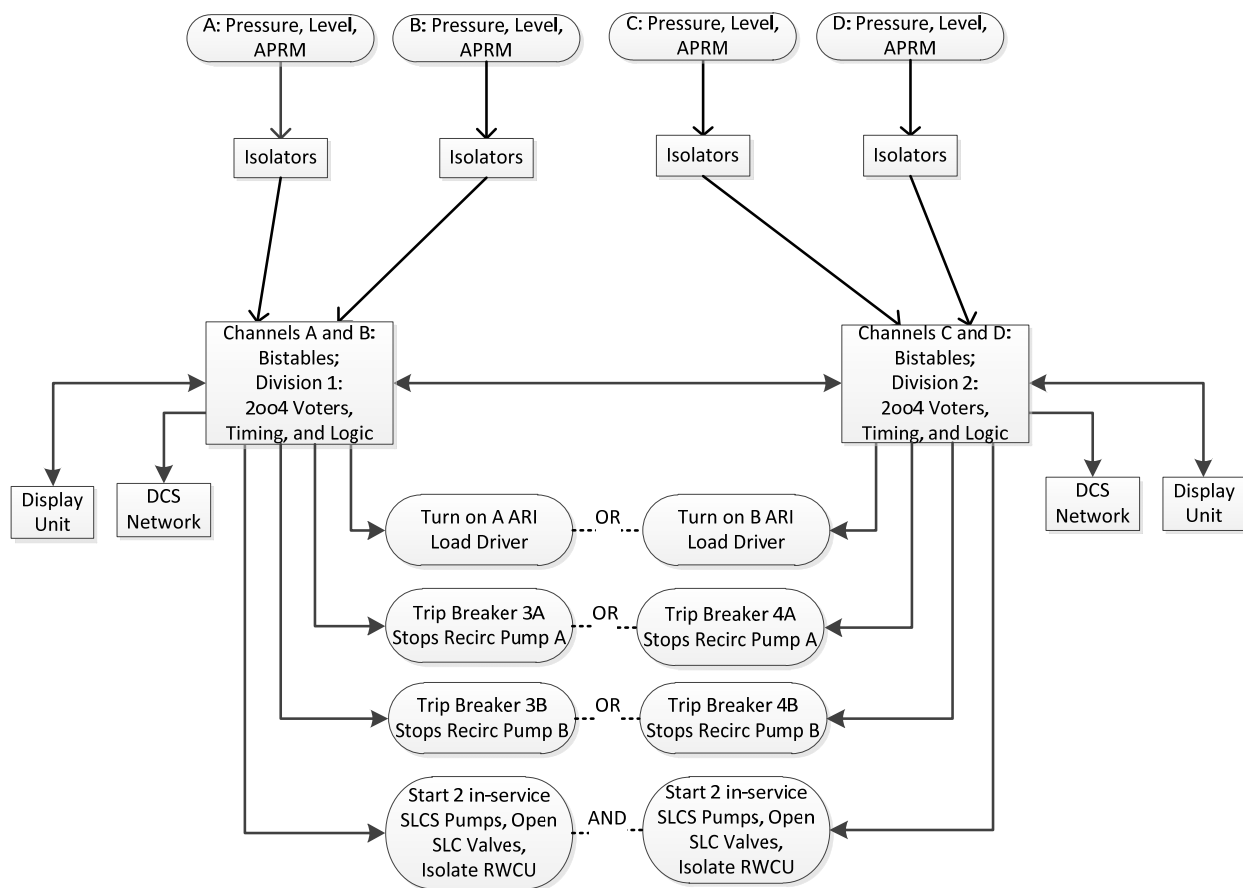 A: Pressure, Level,
APRM
B: Pressure, Level,
APRM
C: Pressure, Level,
APRM
D: Pressure, Level,
APRM
Isolators
Isolators
Isolators
Isolators
Channels A and B:
Bistables;
Division 1:
2oo4 Voters,
Timing, and Logic
Channels C and D:
Bistables;
Division 2:
2oo4 Voters,
Timing, and Logic
Display
Unit
DCS
Network
DCS
Network
Display
Unit
Turn on A ARI
Load Driver
OR
Turn on B ARI
Load Driver
Trip Breaker 3A
Stops Recirc Pump A
OR
Trip Breaker 4A
Stops Recirc Pump A
Trip Breaker 3B
Stops Recirc Pump B
OR
Trip Breaker 4B
Stops Recirc Pump B
Start 2 in-service
SLCS Pumps, Open
SLC Valves,
Isolate RWCU
AND
Start 2 in-service
SLCS Pumps, Open
SLC Valves,
Isolate RWCU